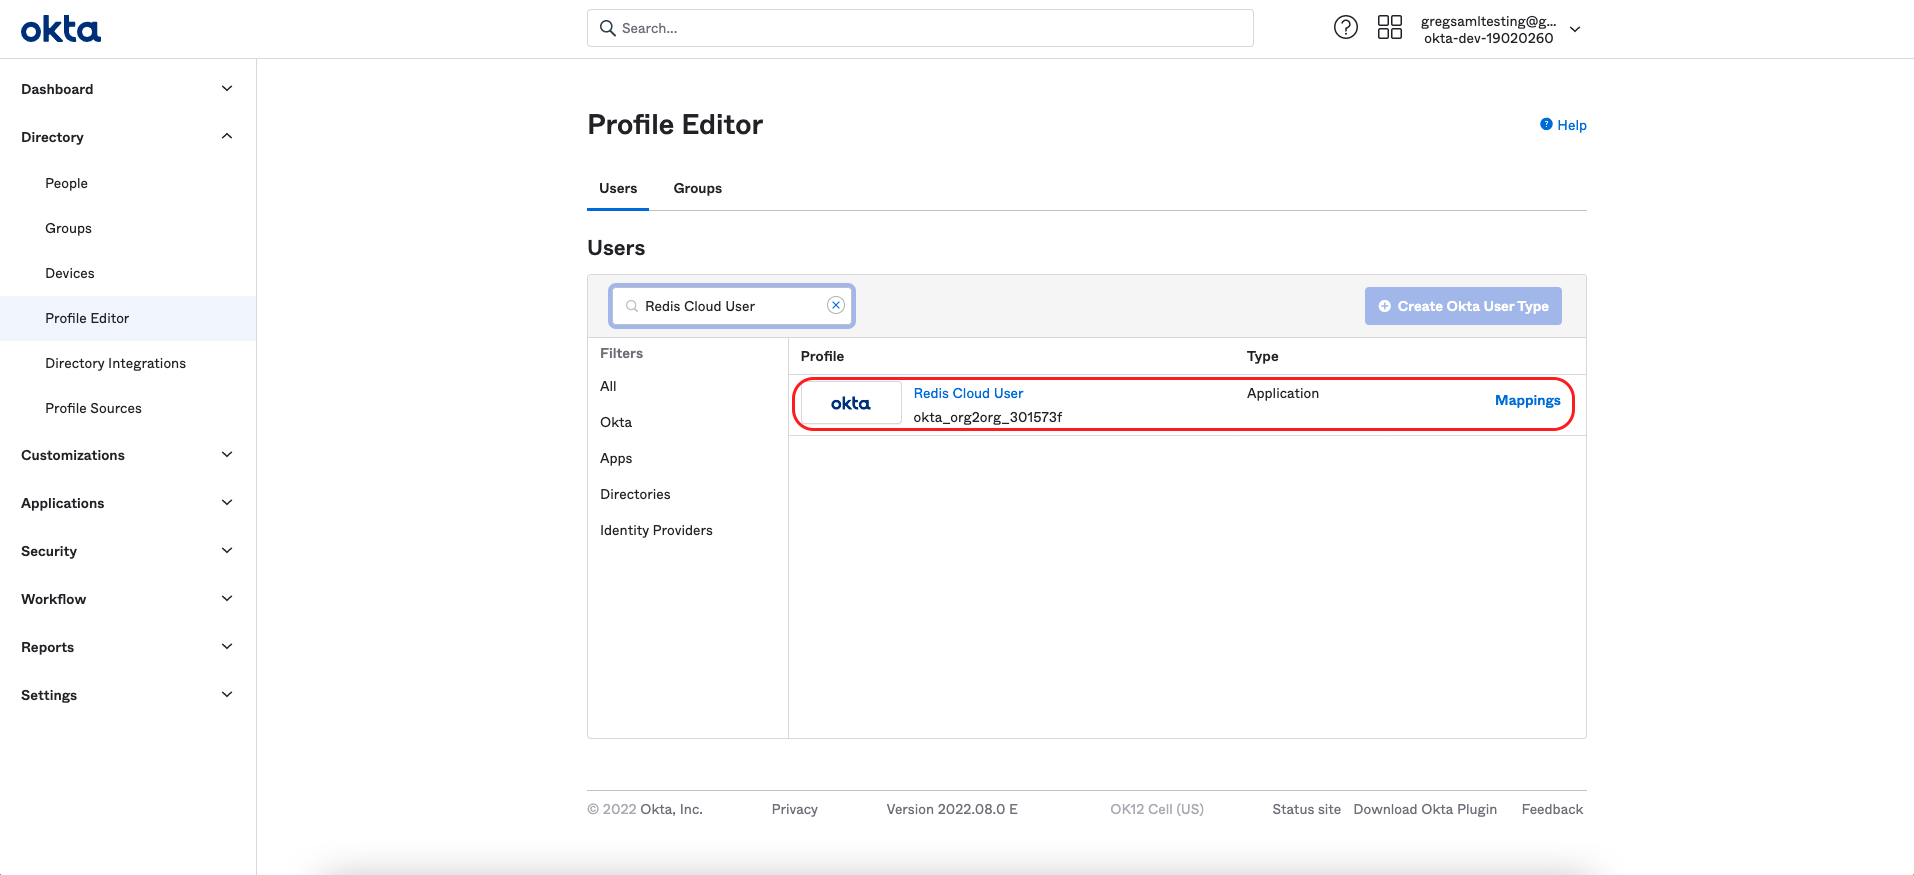 okta
Search...
gregsamltesting@g...
okta-dev-19020260
Dashboard
Directory
People
Groups
Devices
Profile Editor
Directory Integrations
Profile Sources
Customizations
Applications
Security
Workflow
Reports
Settings
Profile Editor
Help
Users Groups
Users
Redis Cloud User
Create Okta User Type
Filters
All
Okta
Apps
Directories
Identity Providers
Profile Type
okta
Redis Cloud User Application Mappings
okta_org2org_301573f
© 2022 Okta, Inc. Privacy Version 2022.08.0 E OK12 Cell (US) Status site Download Okta Plugin Feedback